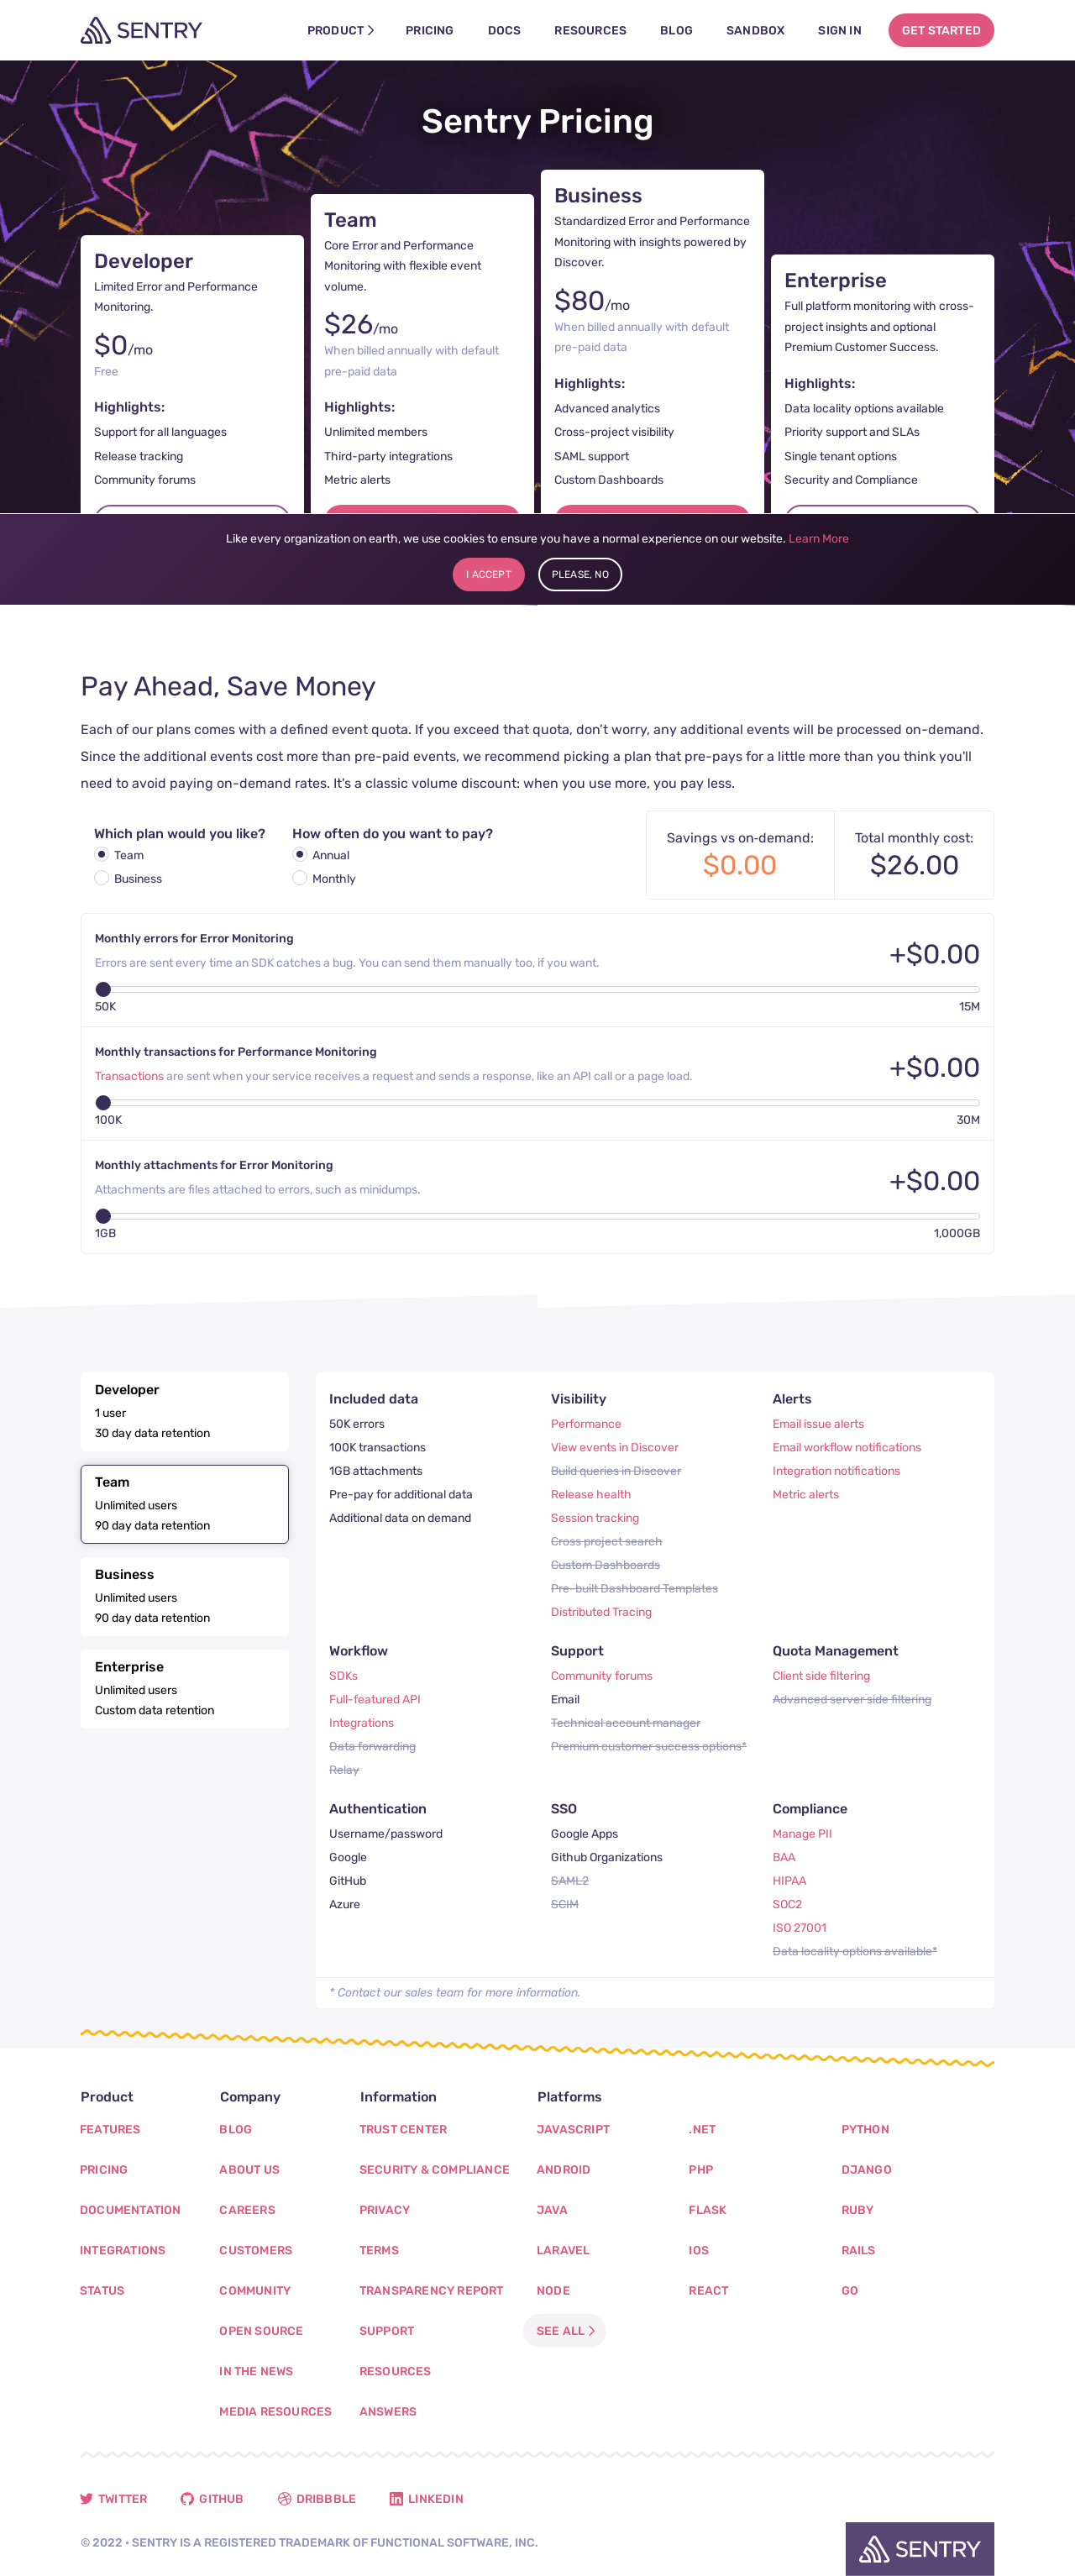 SENTRY
PRODUCT
PRICING
DOCS
RESOURCES
BLOG
SANDBOX
SIGN IN
GET STARTED
Sentry Pricing
Developer
Limited Error and Performance
Monitoring.
$0/mo
Free
Highlights:
Support for all languages
Release tracking
Community forums
Team
Core Error and Performance
Monitoring with flexible event
volume.
$26/mo
When billed annually with default
pre-paid data
Highlights:
Unlimited members
Third-party integrations
Metric alerts
Business
Standardized Error and Performance
Monitoring with insights powered by
Discover.
$80/mo
When billed annually with default
pre-paid data
Highlights:
Advanced analytics
Cross-project visibility
SAML support
Custom Dashboards
Enterprise
Full platform monitoring with cross-
project insights and optional
Premium Customer Success.
Highlights:
Data locality options available
Priority support and SLAs
Single tenant options
Security and Compliance
Like every organization on earth, we use cookies to ensure you have a normal experience on our website. Learn More
I ACCEPT
PLEASE, NO
Pay Ahead, Save Money
Each of our plans comes with a defined event quota. If you exceed that quota, don’t worry, any additional events will be processed on-demand.
Since the additional events cost more than pre-paid events, we recommend picking a plan that pre-pays for a little more than you think you'll
need to avoid paying on-demand rates. It's a classic volume discount: when you use more, you pay less.
Which plan would you like?
Team
Business
How often do you want to pay?
Annual
Monthly
Savings vs on-demand:
$0.00
Total monthly cost:
$26.00
Monthly errors for Error Monitoring
Errors are sent every time an SDK catches a bug. You can send them manually too, if you want.
+$0.00
50K
15M
Monthly transactions for Performance Monitoring
Transactions are sent when your service receives a request and sends a response, like an API call or a page load.
+$0.00
100K
30M
Monthly attachments for Error Monitoring
Attachments are files attached to errors, such as minidumps.
+$0.00
1GB
1,000GB
Developer
1 user
30 day data retention
Team
Unlimited users
90 day data retention
Business
Unlimited users
90 day data retention
Enterprise
Unlimited users
Custom data retention
Included data
50K errors
100K transactions
1GB attachments
Pre-pay for additional data
Additional data on demand
Visibility
Performance
View events in Discover
Build queries in Discover
Release health
Session tracking
Cross project search
Custom Dashboards
Pre-built Dashboard Templates
Distributed Tracing
Alerts
Email issue alerts
Email workflow notifications
Integration notifications
Metric alerts
Workflow
SDKs
Full-featured API
Integrations
Data forwarding
Relay
Support
Community forums
Email
Technical account manager
Premium customer success options*
Quota Management
Client side filtering
Advanced server side filtering
Authentication
Username/password
Google
GitHub
Azure
SSO
Google Apps
Github Organizations
SAML2
SCIM
Compliance
Manage PII
BAA
HIPAA
SOC2
ISO 27001
Data locality options available*
* Contact our sales team for more information.
Product
FEATURES
PRICING
DOCUMENTATION
INTEGRATIONS
STATUS
Company
BLOG
ABOUT US
CAREERS
CUSTOMERS
COMMUNITY
OPEN SOURCE
IN THE NEWS
MEDIA RESOURCES
Information
TRUST CENTER
SECURITY & COMPLIANCE
PRIVACY
TERMS
TRANSPARENCY REPORT
SUPPORT
RESOURCES
ANSWERS
Platforms
JAVASCRIPT
ANDROID
JAVA
LARAVEL
NODE
SEE ALL
.NET
PHP
FLASK
IOS
REACT
PYTHON
DJANGO
RUBY
RAILS
GO
TWITTER
GITHUB
DRIBBBLE
LINKEDIN
© 2022 • SENTRY IS A REGISTERED TRADEMARK OF FUNCTIONAL SOFTWARE, INC.
SENTRY